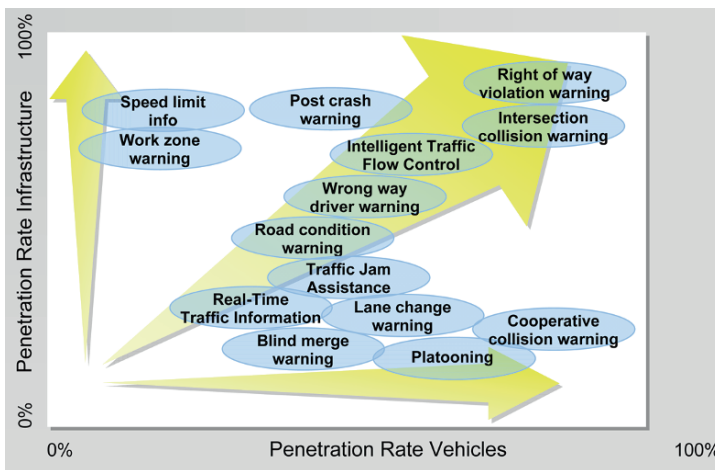 100%
Penetration Rate Infrastructure
0%
Speed limit
info
Work zone
warning
Post crash
warning
Right of way
violation warning
Intersection
collision warning
Intelligent Traffic
Flow Control
Wrong way
driver warning
Road condition
warning
Traffic Jam
Assistance
Real-Time
Traffic Information
Lane change
warning
Cooperative
collision warning
Blind merge
warning
Platooning
0%
Penetration Rate Vehicles
100%